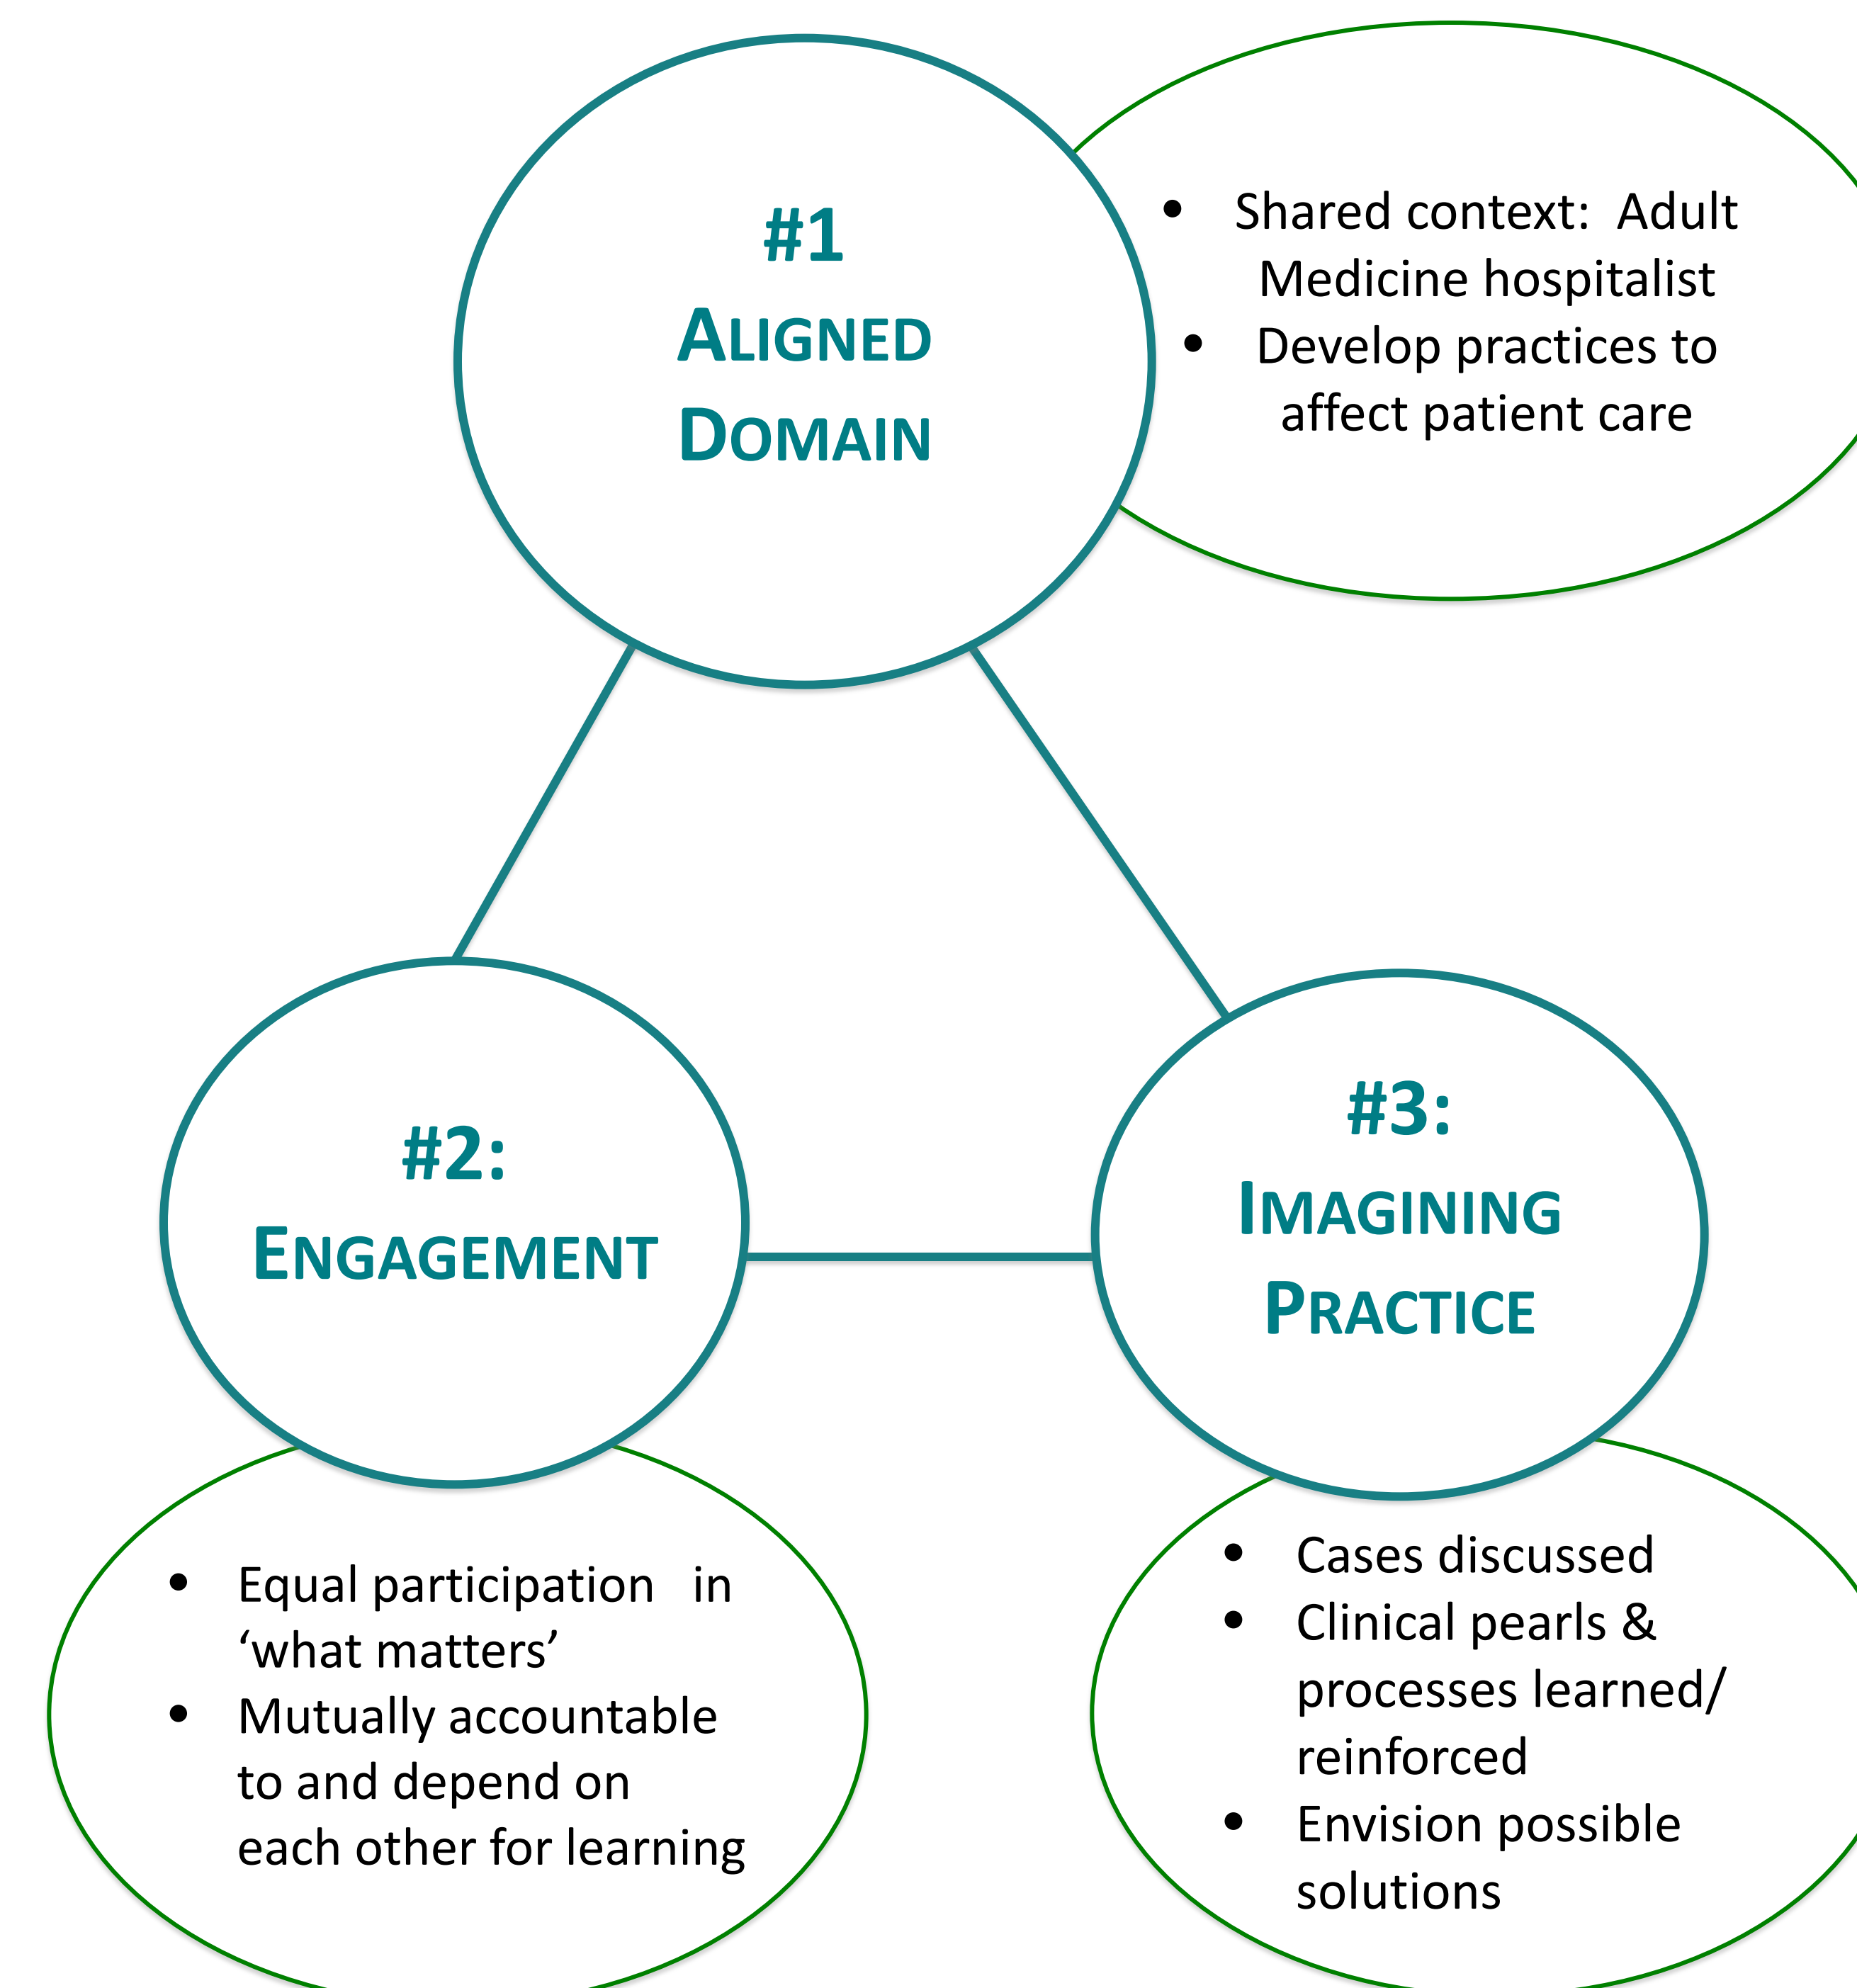 #1
ALIGNED
DOMAIN
• Shared context: Adult
Medicine hospitalist
• Develop practices to
affect patient care
#2:
ENGAGEMENT
#3:
IMAGINING
PRACTICE
• Equal participation in
‘what matters’
• Mutually accountable
to and depend on
each other for learning
• Cases discussed
• Clinical pearls &
processes learned/
reinforced
• Envision possible
solutions